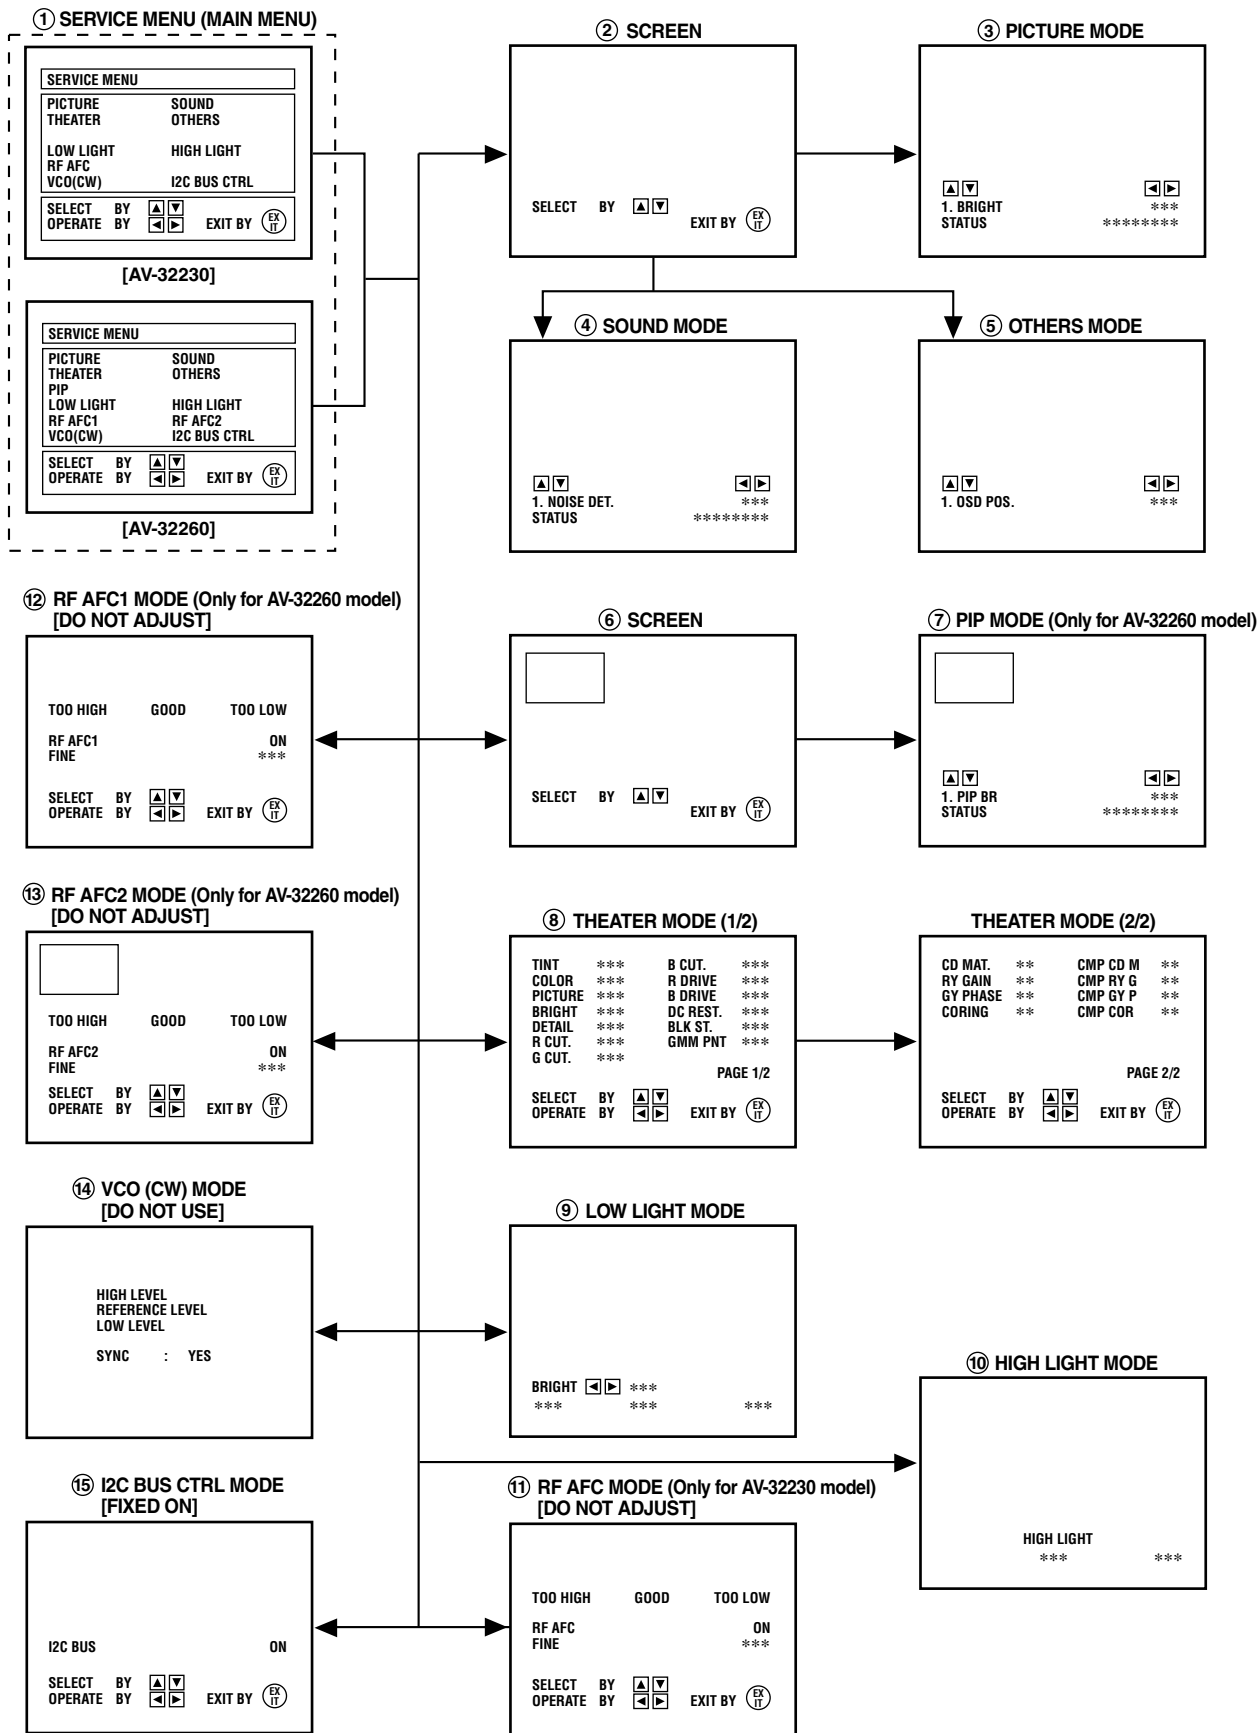 ① SERVICE MENU (MAIN MENU)
SERVICE MENU
PICTURE SOUND
THEATER OTHERS
LOW LIGHT HIGH LIGHT
RF AFC
VCO(CW) I2C BUS CTRL
SELECT BY ▲▼
OPERATE BY ◀▶ EXIT BY EXIT
[AV-32230]
SERVICE MENU
PICTURE SOUND
THEATER OTHERS
PIP
LOW LIGHT HIGH LIGHT
RF AFC1 RF AFC2
VCO(CW) I2C BUS CTRL
SELECT BY ▲▼
OPERATE BY ◀▶ EXIT BY EXIT
[AV-32260]
② SCREEN
SELECT BY ▲▼
EXIT BY EXIT
③ PICTURE MODE
▲▼ ◀▶
1. BRIGHT ***
STATUS ********
④ SOUND MODE
▲▼ ◀▶
1. NOISE DET. ***
STATUS ********
⑤ OTHERS MODE
▲▼ ◀▶
1. OSD POS. ***
⑫ RF AFC1 MODE (Only for AV-32260 model)
[DO NOT ADJUST]
TOO HIGH GOOD TOO LOW
RF AFC1 ON
FINE ***
SELECT BY ▲▼
OPERATE BY ◀▶ EXIT BY EXIT
⑥ SCREEN
SELECT BY ▲▼
EXIT BY EXIT
⑦ PIP MODE (Only for AV-32260 model)
▲▼ ◀▶
1. PIP BR ***
STATUS ********
⑬ RF AFC2 MODE (Only for AV-32260 model)
[DO NOT ADJUST]
TOO HIGH GOOD TOO LOW
RF AFC2 ON
FINE ***
SELECT BY ▲▼
OPERATE BY ◀▶ EXIT BY EXIT
⑧ THEATER MODE (1/2)
TINT *** B CUT. ***
COLOR *** R DRIVE ***
PICTURE *** B DRIVE ***
BRIGHT *** DC REST. ***
DETAIL *** BLK ST. ***
R CUT. *** GMM PNT ***
G CUT. ***
PAGE 1/2
SELECT BY ▲▼
OPERATE BY ◀▶ EXIT BY EXIT
THEATER MODE (2/2)
CD MAT. ** CMP CD M **
RY GAIN ** CMP RY G **
GY PHASE ** CMP GY P **
CORING ** CMP COR **
PAGE 2/2
SELECT BY ▲▼
OPERATE BY ◀▶ EXIT BY EXIT
⑭ VCO (CW) MODE
[DO NOT USE]
HIGH LEVEL
REFERENCE LEVEL
LOW LEVEL
SYNC : YES
⑨ LOW LIGHT MODE
BRIGHT ◀▶ ***
*** *** ***
⑩ HIGH LIGHT MODE
HIGH LIGHT
*** ***
⑮ I2C BUS CTRL MODE
[FIXED ON]
I2C BUS ON
SELECT BY ▲▼
OPERATE BY ◀▶ EXIT BY EXIT
⑪ RF AFC MODE (Only for AV-32230 model)
[DO NOT ADJUST]
TOO HIGH GOOD TOO LOW
RF AFC ON
FINE ***
SELECT BY ▲▼
OPERATE BY ◀▶ EXIT BY EXIT